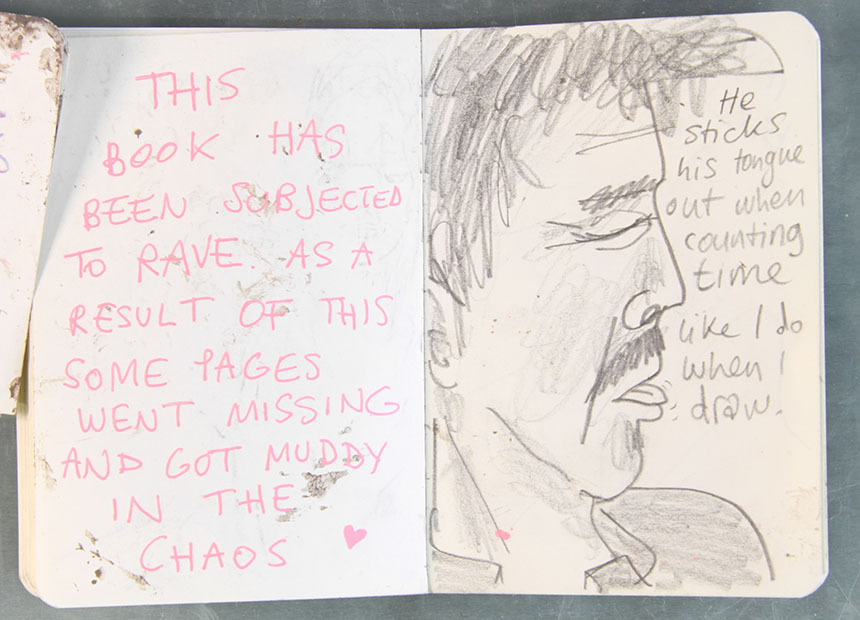 THIS
BOOK HAS
BEEN SUBJECTED
TO RAVE. AS A
RESULT OF THIS
SOME PAGES
WENT MISSING
AND GOT MUDDY
IN THE
CHAOS
He
sticks
his tongue
out when
counting
time
like I do
when I
draw.